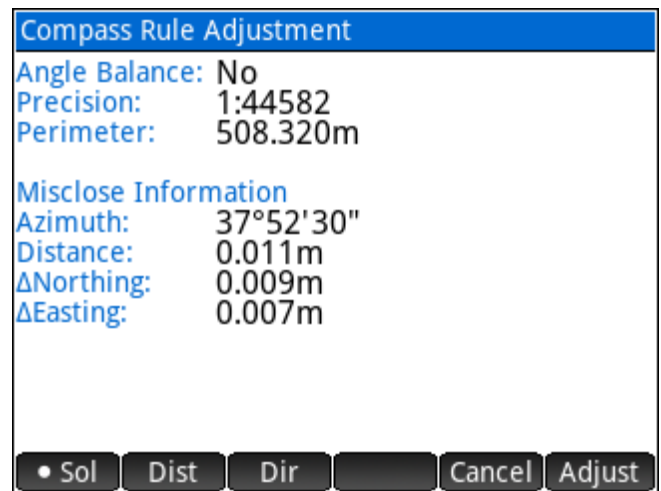 Compass Rule Adjustment
Angle Balance: No
Precision: 1:44582
Perimeter: 508.320m
Misclose Information
Azimuth: 37°52'30"
Distance: 0.011m
ΔNorthing: 0.009m
ΔEasting: 0.007m
• Sol Dist Dir Cancel Adjust